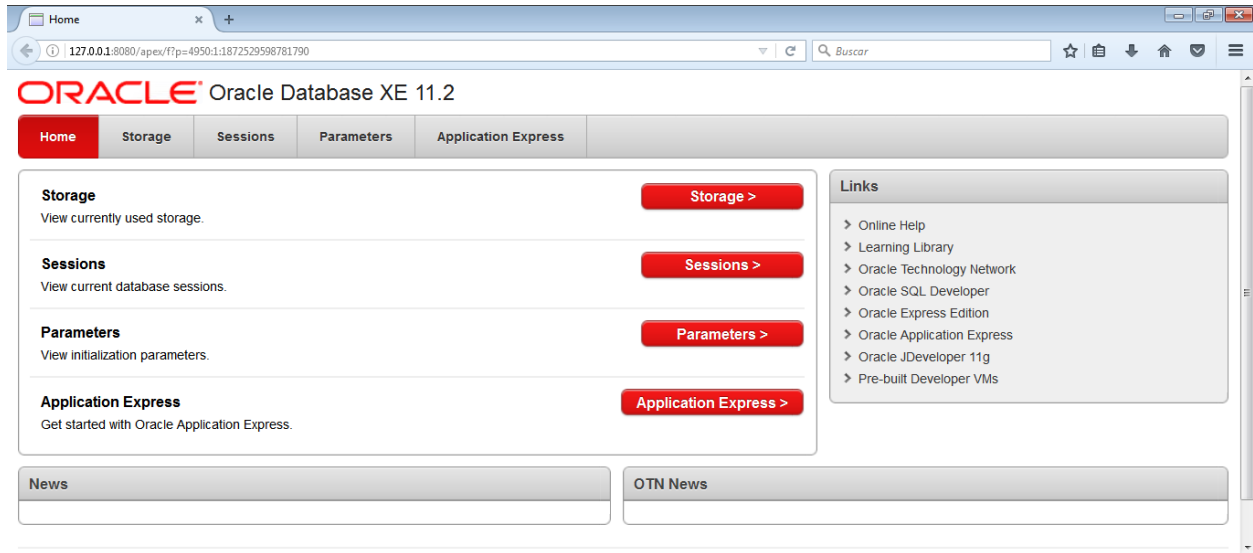 Home
127.0.0.1:8080/apex/f?p=4950:1:1872529598781790
Buscar
ORACLE Oracle Database XE 11.2
Home Storage Sessions Parameters Application Express
Storage
View currently used storage.
Storage >
Sessions
View current database sessions.
Sessions >
Parameters
View initialization parameters.
Parameters >
Application Express
Get started with Oracle Application Express.
Application Express >
Links
Online Help
Learning Library
Oracle Technology Network
Oracle SQL Developer
Oracle Express Edition
Oracle Application Express
Oracle JDeveloper 11g
Pre-built Developer VMs
News
OTN News